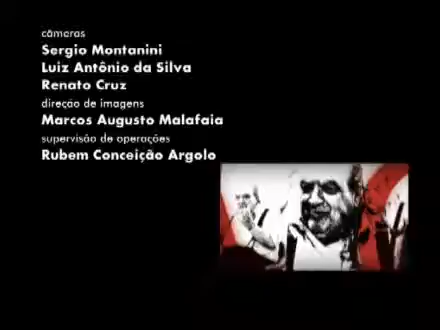 câmeras
Sergio Montanini
Luiz Antônio da Silva
Renato Cruz
direção de imagens
Marcos Augusto Malafaia
supervisão de operações
Rubem Conceição Argolo